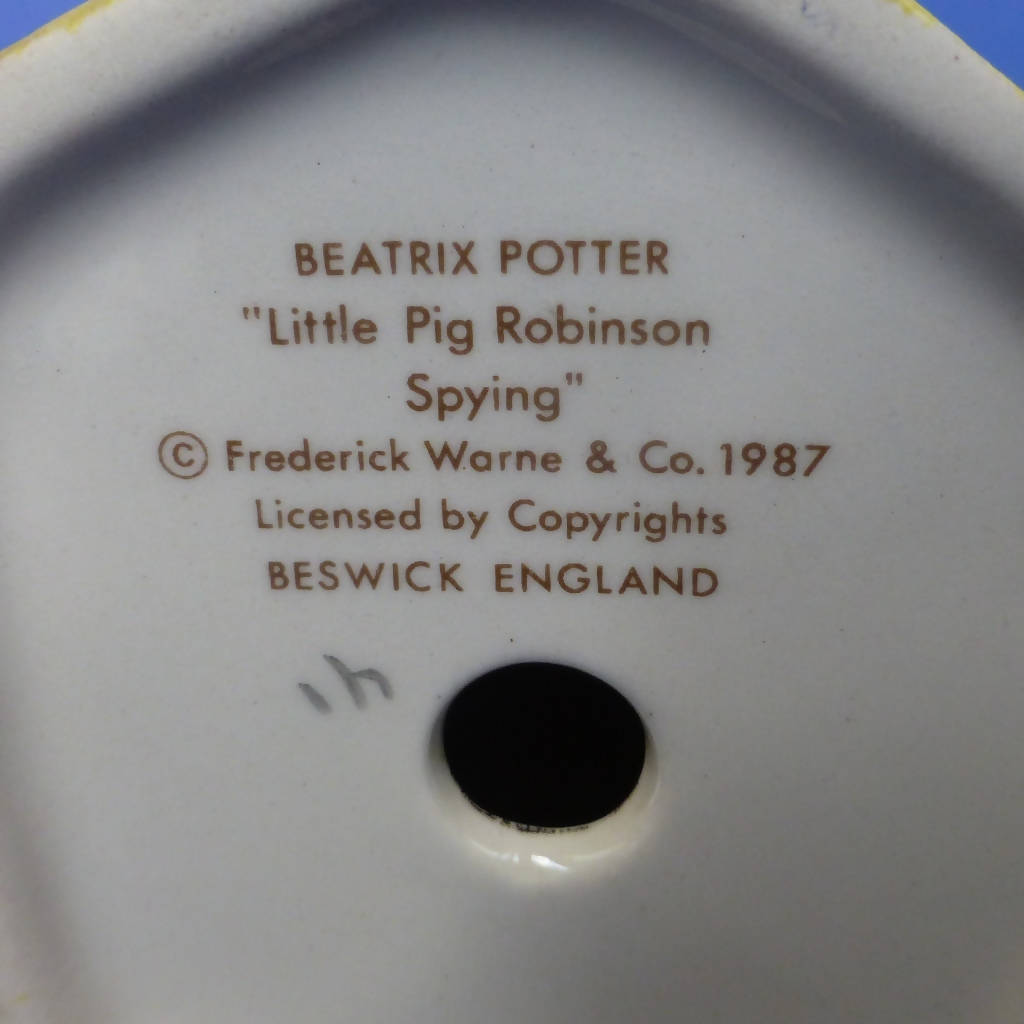 BEATRIX POTTER
"Little Pig Robinson
Spying"
© Frederick Warne & Co. 1987
Licensed by Copyrights
BESWICK ENGLAND